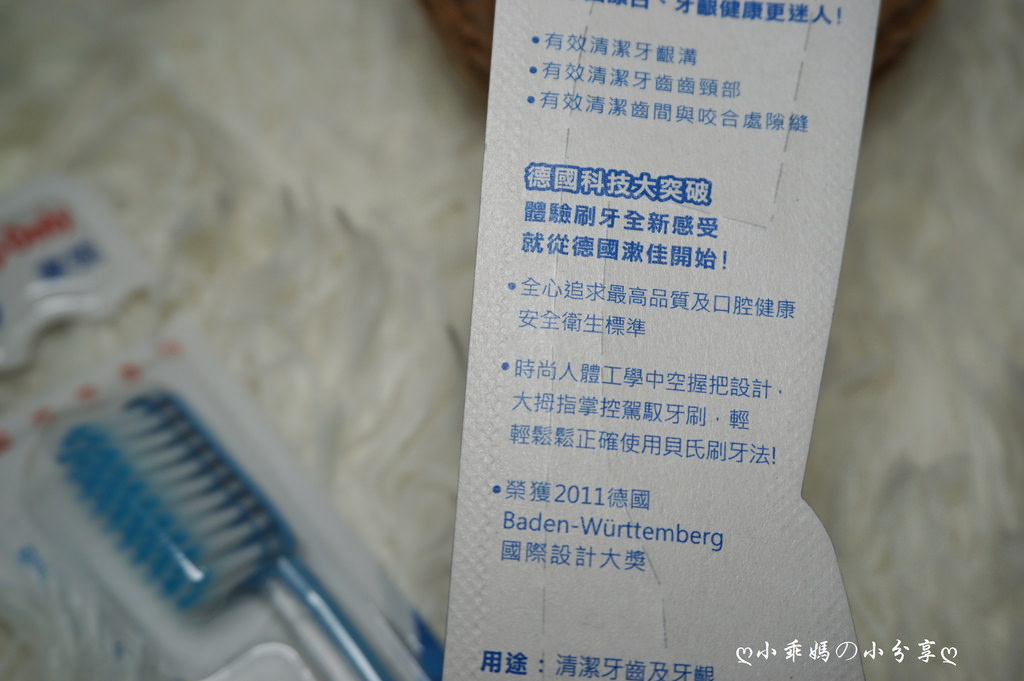 、牙齦健康更迷人!
•有效清潔牙齦溝
•有效清潔牙齒齒頸部
•有效清潔齒間與咬合處隙縫
德國科技大突破
體驗刷牙全新感受
就從德國漱佳開始!
•全心追求最高品質及口腔健康
安全衛生標準
•時尚人體工學中空握把設計，
大拇指掌控駕馭牙刷，輕
輕鬆鬆正確使用貝氏刷牙法!
•榮獲2011德國
Baden-Württemberg
國際設計大獎
用途：清潔牙齒及牙齦
ღ小乖媽の小分享ღ